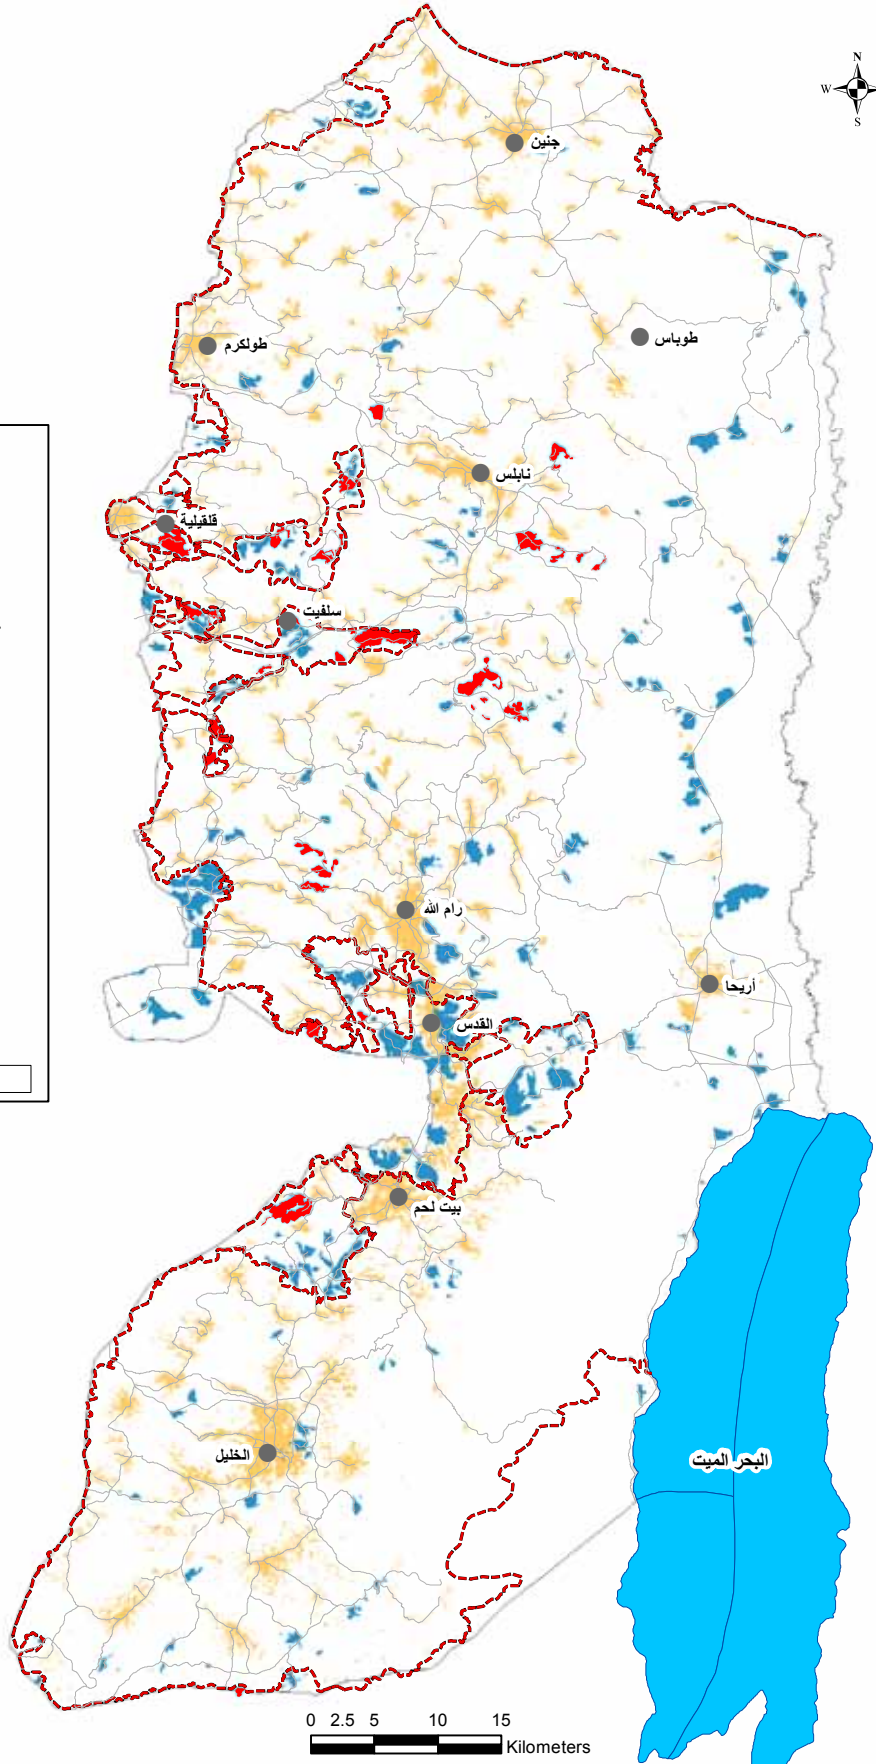 N
W
S
جنين
طوباس
طولكرم
نابلس
قلقيلية
سلفيت
رام الله
أريحا
القدس
بيت لحم
الخليل
البحر الميت
0 2.5 5 10 15
Kilometers